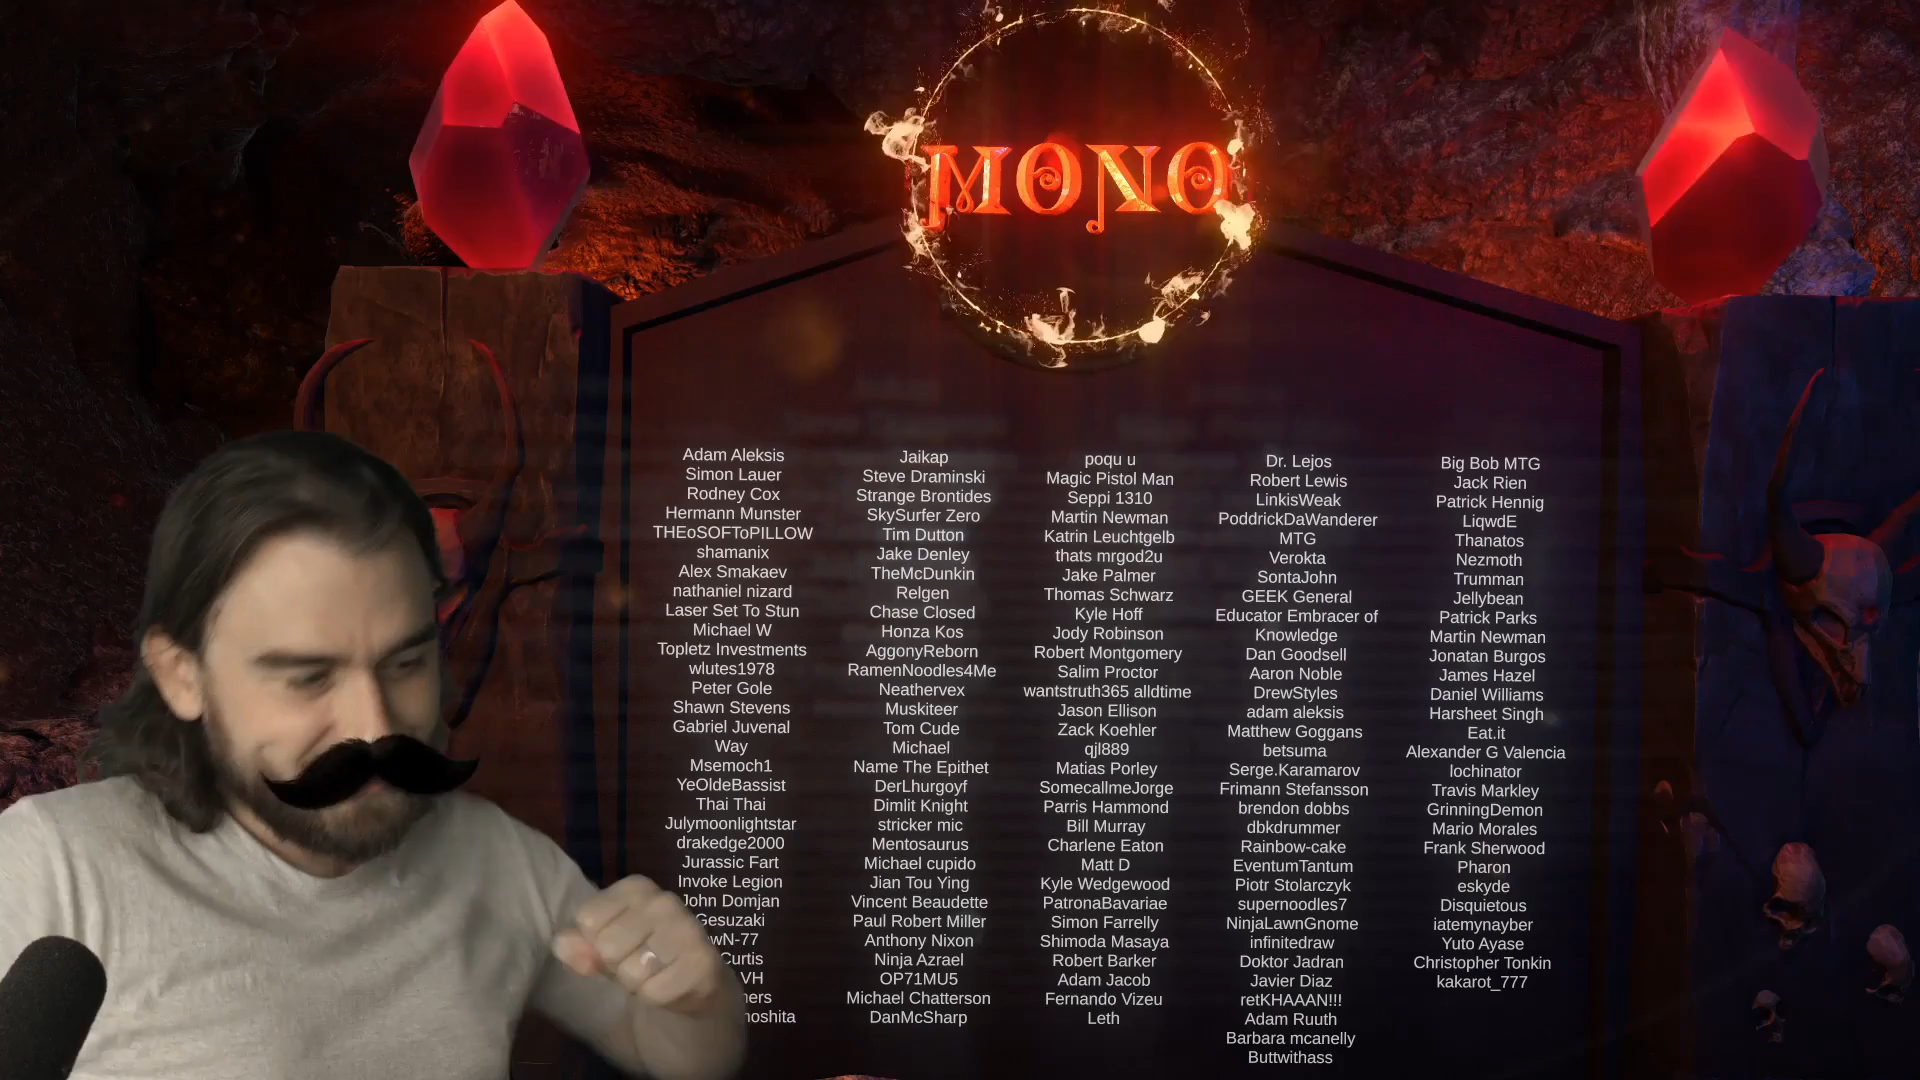 MONO
Adam Aleksis
Simon Lauer
Rodney Cox
Hermann Munster
THEoSOFToPILLOW
shamanix
Alex Smakaev
nathaniel nizard
Laser Set To Stun
Michael W
Topletz Investments
wlutes1978
Peter Gole
Shawn Stevens
Gabriel Juvenal
Way
Msemoch1
YeOldeBassist
Thai Thai
Julymoonlightstar
drakedge2000
Jurassic Fart
Invoke Legion
John Domjan
Gesuzaki
wN-77
Curtis
VH
ners
noshita
Jaikap
Steve Draminski
Strange Brontides
SkySurfer Zero
Tim Dutton
Jake Denley
TheMcDunkin
Relgen
Chase Closed
Honza Kos
AggonyReborn
RamenNoodles4Me
Neathervex
Muskiteer
Tom Cude
Michael
Name The Epithet
DerLhurgoyf
Dimlit Knight
stricker mic
Mentosaurus
Michael cupido
Jian Tou Ying
Vincent Beaudette
Paul Robert Miller
Anthony Nixon
Ninja Azrael
OP71MU5
Michael Chatterson
DanMcSharp
poqu u
Magic Pistol Man
Seppi 1310
Martin Newman
Katrin Leuchtgelb
thats mrgod2u
Jake Palmer
Thomas Schwarz
Kyle Hoff
Jody Robinson
Robert Montgomery
Salim Proctor
wantstruth365 alldtime
Jason Ellison
Zack Koehler
qjl889
Matias Porley
SomecallmeJorge
Parris Hammond
Bill Murray
Charlene Eaton
Matt D
Kyle Wedgewood
PatronaBavariae
Simon Farrelly
Shimoda Masaya
Robert Barker
Adam Jacob
Fernando Vizeu
Leth
Dr. Lejos
Robert Lewis
LinkisWeak
PoddrickDaWanderer
MTG
Verokta
SontaJohn
GEEK General
Educator Embracer of
Knowledge
Dan Goodsell
Aaron Noble
DrewStyles
adam aleksis
Matthew Goggans
betsuma
Serge.Karamarov
Frimann Stefansson
brendon dobbs
dbkdrummer
Rainbow-cake
EventumTantum
Piotr Stolarczyk
supernoodles7
NinjaLawnGnome
infinitedraw
Doktor Jadran
Javier Diaz
retKHAAAN!!!
Adam Ruuth
Barbara mcanelly
Buttwithass
Big Bob MTG
Jack Rien
Patrick Hennig
LiqwdE
Thanatos
Nezmoth
Trumman
Jellybean
Patrick Parks
Martin Newman
Jonatan Burgos
James Hazel
Daniel Williams
Harsheet Singh
Eat.it
Alexander G Valencia
lochinator
Travis Markley
GrinningDemon
Mario Morales
Frank Sherwood
Pharon
eskyde
Disquietous
iatemynayber
Yuto Ayase
Christopher Tonkin
kakarot_777